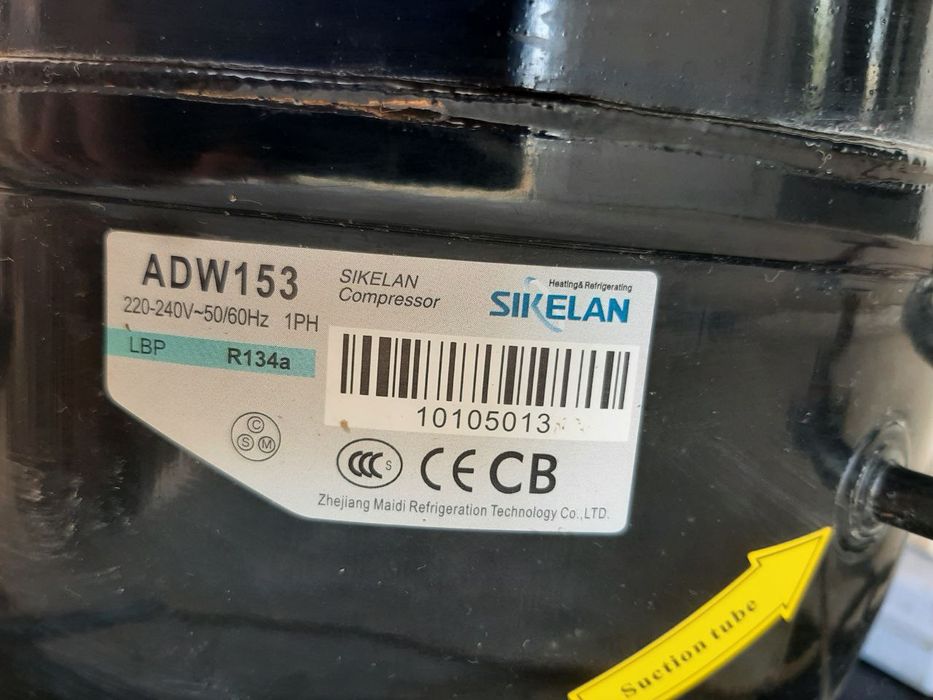 ADW153
220-240V~50/60Hz 1PH
LBP R134a
SIKELAN
Compressor
Heating&Refrigerating
SIKELAN
10105013
C
S M
CCC S
CE CB
Zhejiang Maidi Refrigeration Technology Co.,LTD.
Suction tube